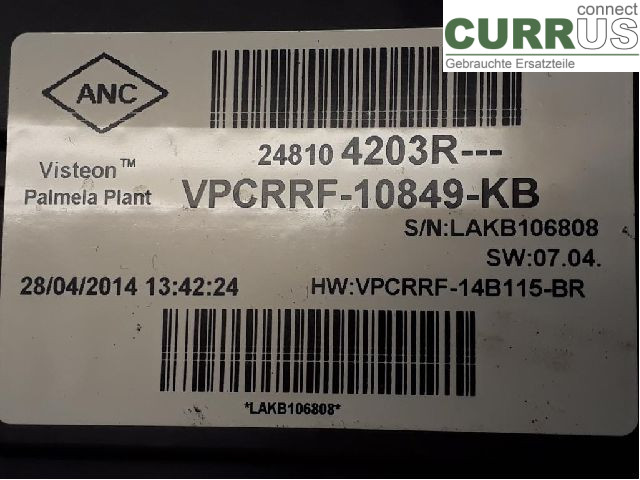 connect
CURRUS
Gebrauchte Ersatzteile
ANC
24810 4203R---
Visteon™
Palmela Plant
VPCRRF-10849-KB
S/N:LAKB106808
SW:07.04.
28/04/2014 13:42:24
HW:VPCRRF-14B115-BR
*LAKB106808*